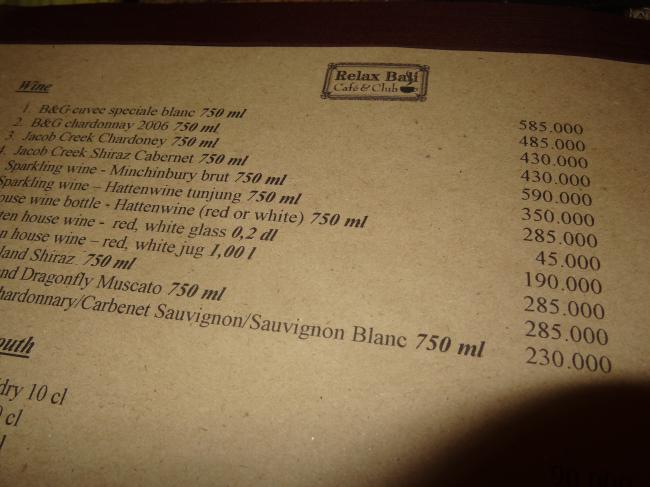 Relax Bali
Café & Club
Wine
1. B&G cuvee speciale blanc 750 ml 585.000
2. B&G chardonnay 2006 750 ml 485.000
3. Jacob Creek Chardoney 750 ml 430.000
4. Jacob Creek Shiraz Cabernet 750 ml 430.000
Sparkling wine - Minchinbury brut 750 ml 590.000
Sparkling wine – Hattenwine tunjung 750 ml 350.000
ouse wine bottle - Hattenwine (red or white) 750 ml 285.000
ten house wine - red, white glass 0,2 dl 45.000
n house wine – red, white jug 1,00 l 190.000
land Shiraz 750 ml 285.000
nd Dragonfly Muscato 750 ml 285.000
hardonnary/Carbenet Sauvignon/Sauvignon Blanc 750 ml 230.000
outh
dry 10 cl
0 cl
l